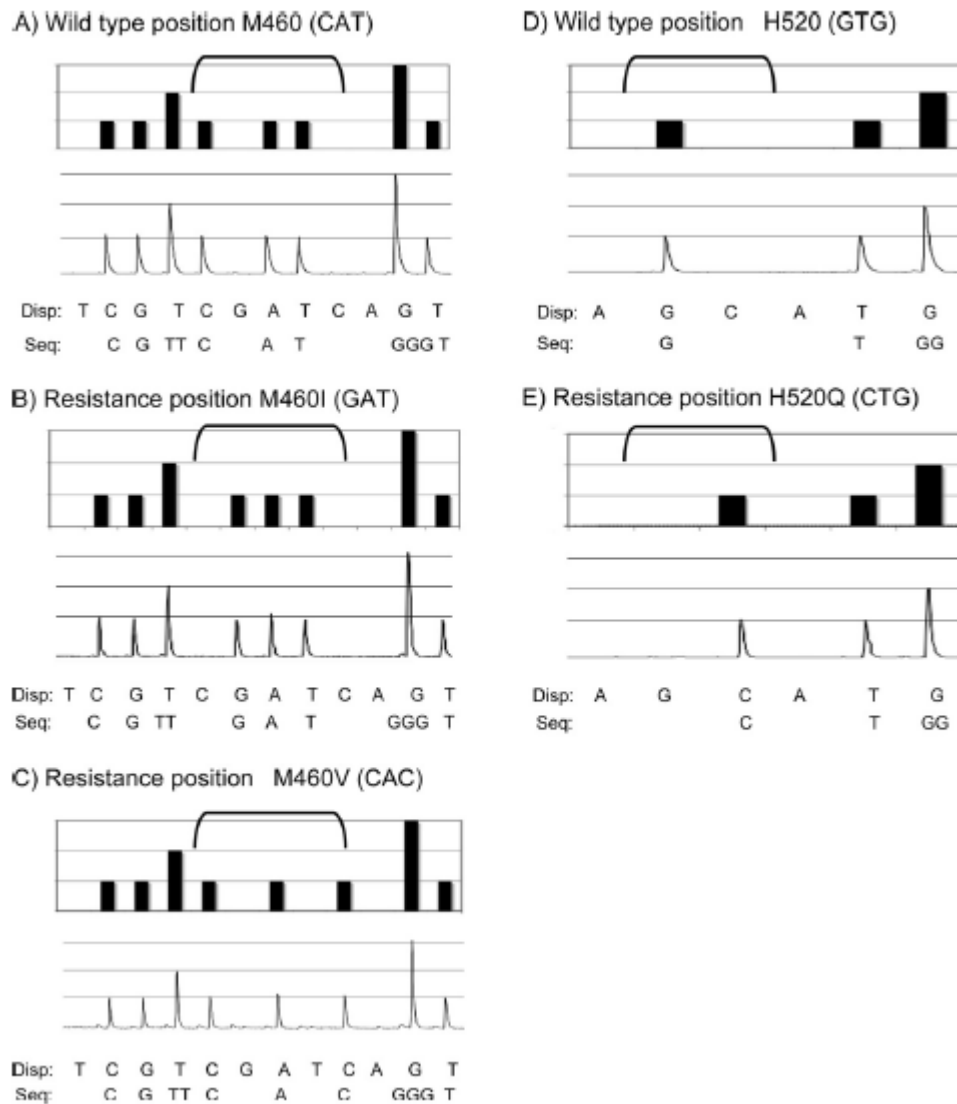 A) Wild type position M460 (CAT)
Disp: T C G T C G A T C A G T
Seq: C G TT C A T GGG T
B) Resistance position M460I (GAT)
Disp: T C G T C G A T C A G T
Seq: C G TT G A T GGG T
C) Resistance position M460V (CAC)
Disp: T C G T C G A T C A G T
Seq: C G TT C A C GGG T
D) Wild type position H520 (GTG)
Disp: A G C A T G
Seq: G T GG
E) Resistance position H520Q (CTG)
Disp: A G C A T G
Seq: C T GG